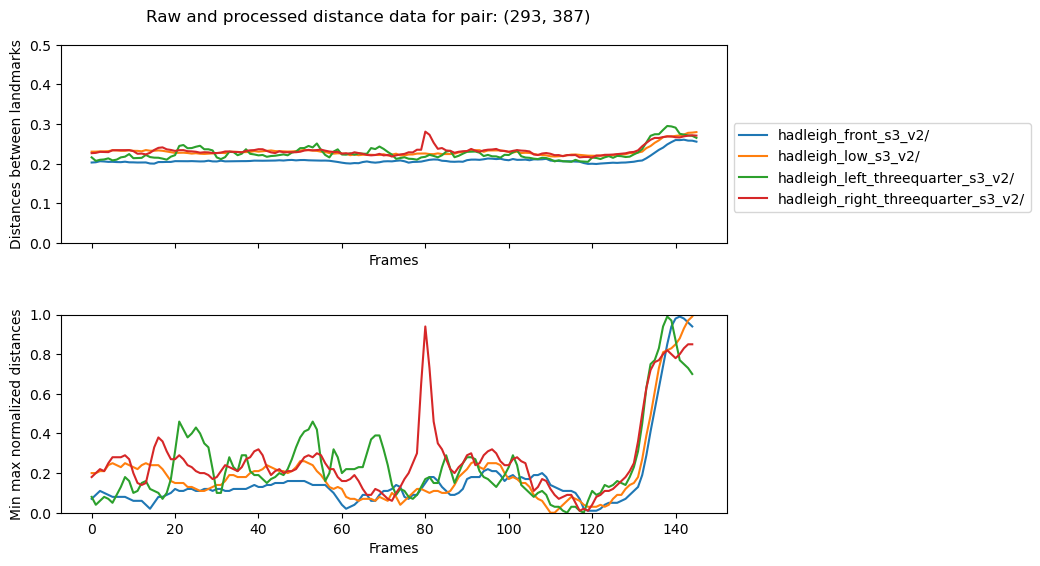 Raw and processed distance data for pair: (293, 387)
Distances between landmarks
0.5
0.4
0.3
0.2
0.1
0.0
Frames
hadleigh_front_s3_v2/
hadleigh_low_s3_v2/
hadleigh_left_threequarter_s3_v2/
hadleigh_right_threequarter_s3_v2/
Min max normalized distances
1.0
0.8
0.6
0.4
0.2
0.0
0 20 40 60 80 100 120 140
Frames